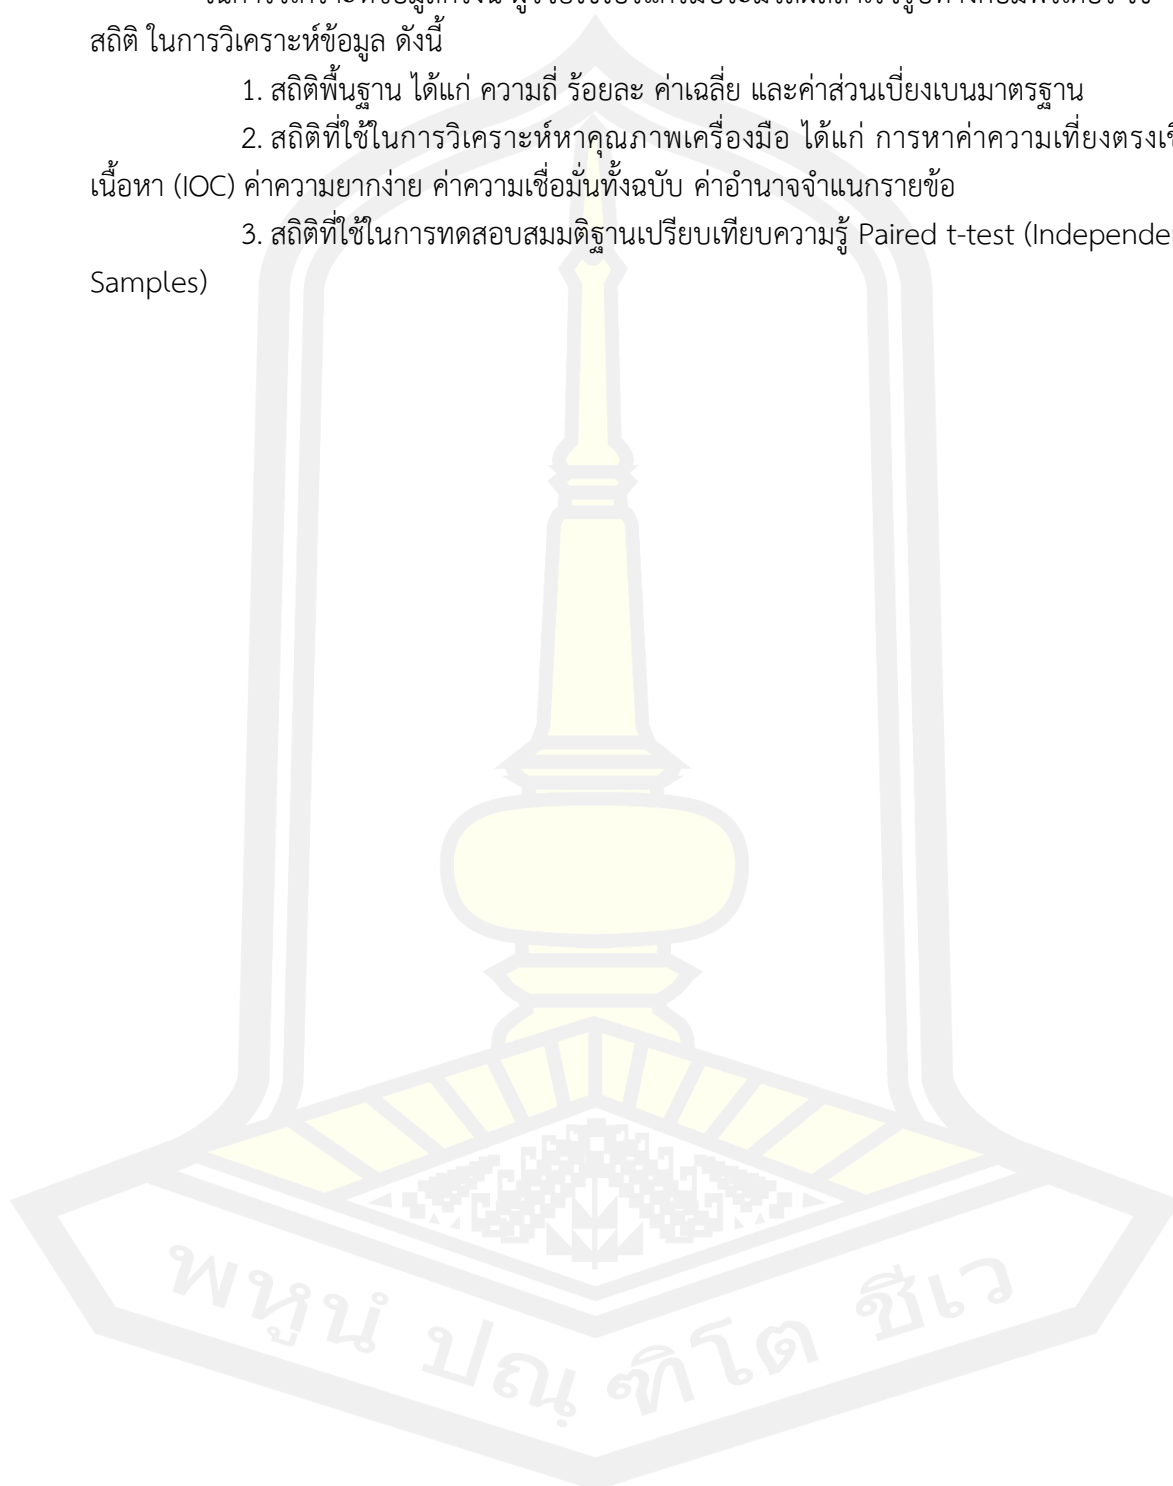 สถิติ ในการวิเคราะห์ข้อมูล ดังนี้
1. สถิติพื้นฐาน ได้แก่ ความถี่ ร้อยละ ค่าเฉลี่ย และค่าส่วนเบี่ยงเบนมาตรฐาน
2. สถิติที่ใช้ในการวิเคราะห์หาคุณภาพเครื่องมือ ได้แก่ การหาค่าความเที่ยงตรง
เนื้อหา (IOC) ค่าความยากง่าย ค่าความเชื่อมั่นทั้งฉบับ ค่าอำนาจจำแนกรายข้อ
3. สถิติที่ใช้ในการทดสอบสมมติฐานเปรียบเทียบความรู้ Paired t-test (Independe
Samples)
พหูนํ ปณฺฑิโต ชีเว